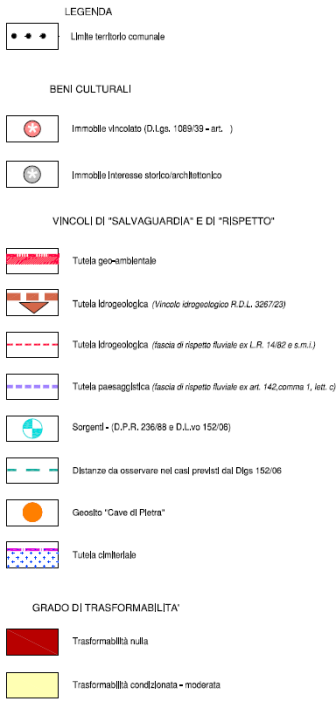 LEGENDA
Limite territorio comunale
BENI CULTURALI
Immobile vincolato (D.Lgs. 1089/39 - art. )
Immobile interesse storico/architettonico
VINCOLI DI "SALVAGUARDIA" E DI "RISPETTO"
Tutela geo-ambientale
Tutela idrogeologica (Vincolo idrogeologico R.D.L. 3267/23)
Tutela idrogeologica (fascia di rispetto fluviale ex L.R. 14/82 e s.m.i.)
Tutela paesaggistica (fascia di rispetto fluviale ex art. 142,comma 1, lett. c)
Sorgenti - (D.P.R. 236/88 e D.L.vo 152/06)
Distanze da osservare nei casi previsti dal Dlgs 152/06
Geosito "Cave di Pietra"
Tutela cimiteriale
GRADO DI TRASFORMABILITA'
Trasformabilità nulla
Trasformabilità condizionata - moderata